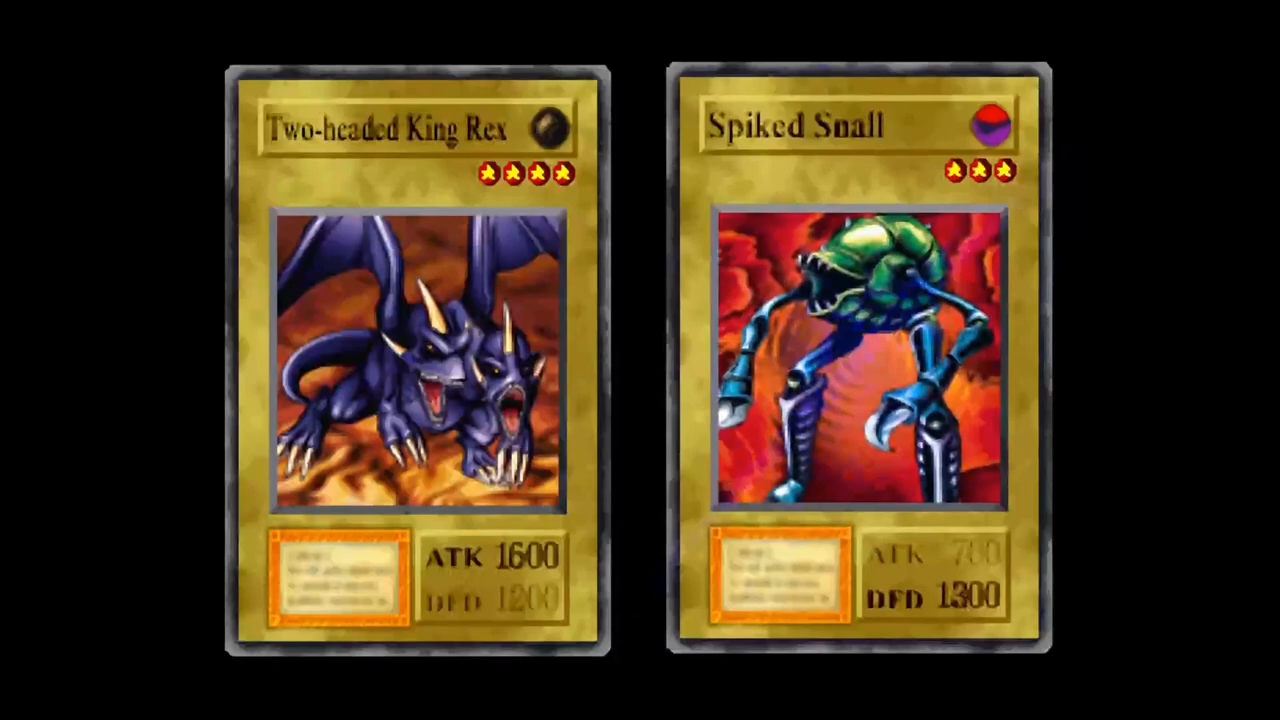 Two-headed King Rex
ATK 1600
DFD 1200
Spiked Snail
ATK 700
DFD 1300